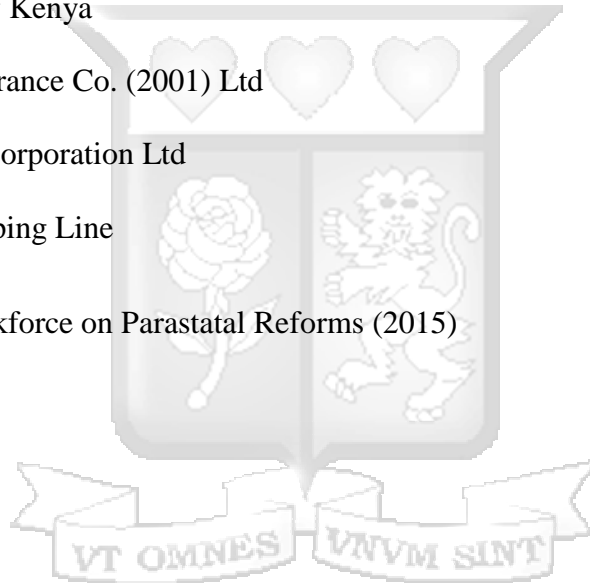 Kenya
rance Co. (2001) Ltd
orporation Ltd
ping Line
kforce on Parastatal Reforms (2015)
VT OMNES VNVM SINT